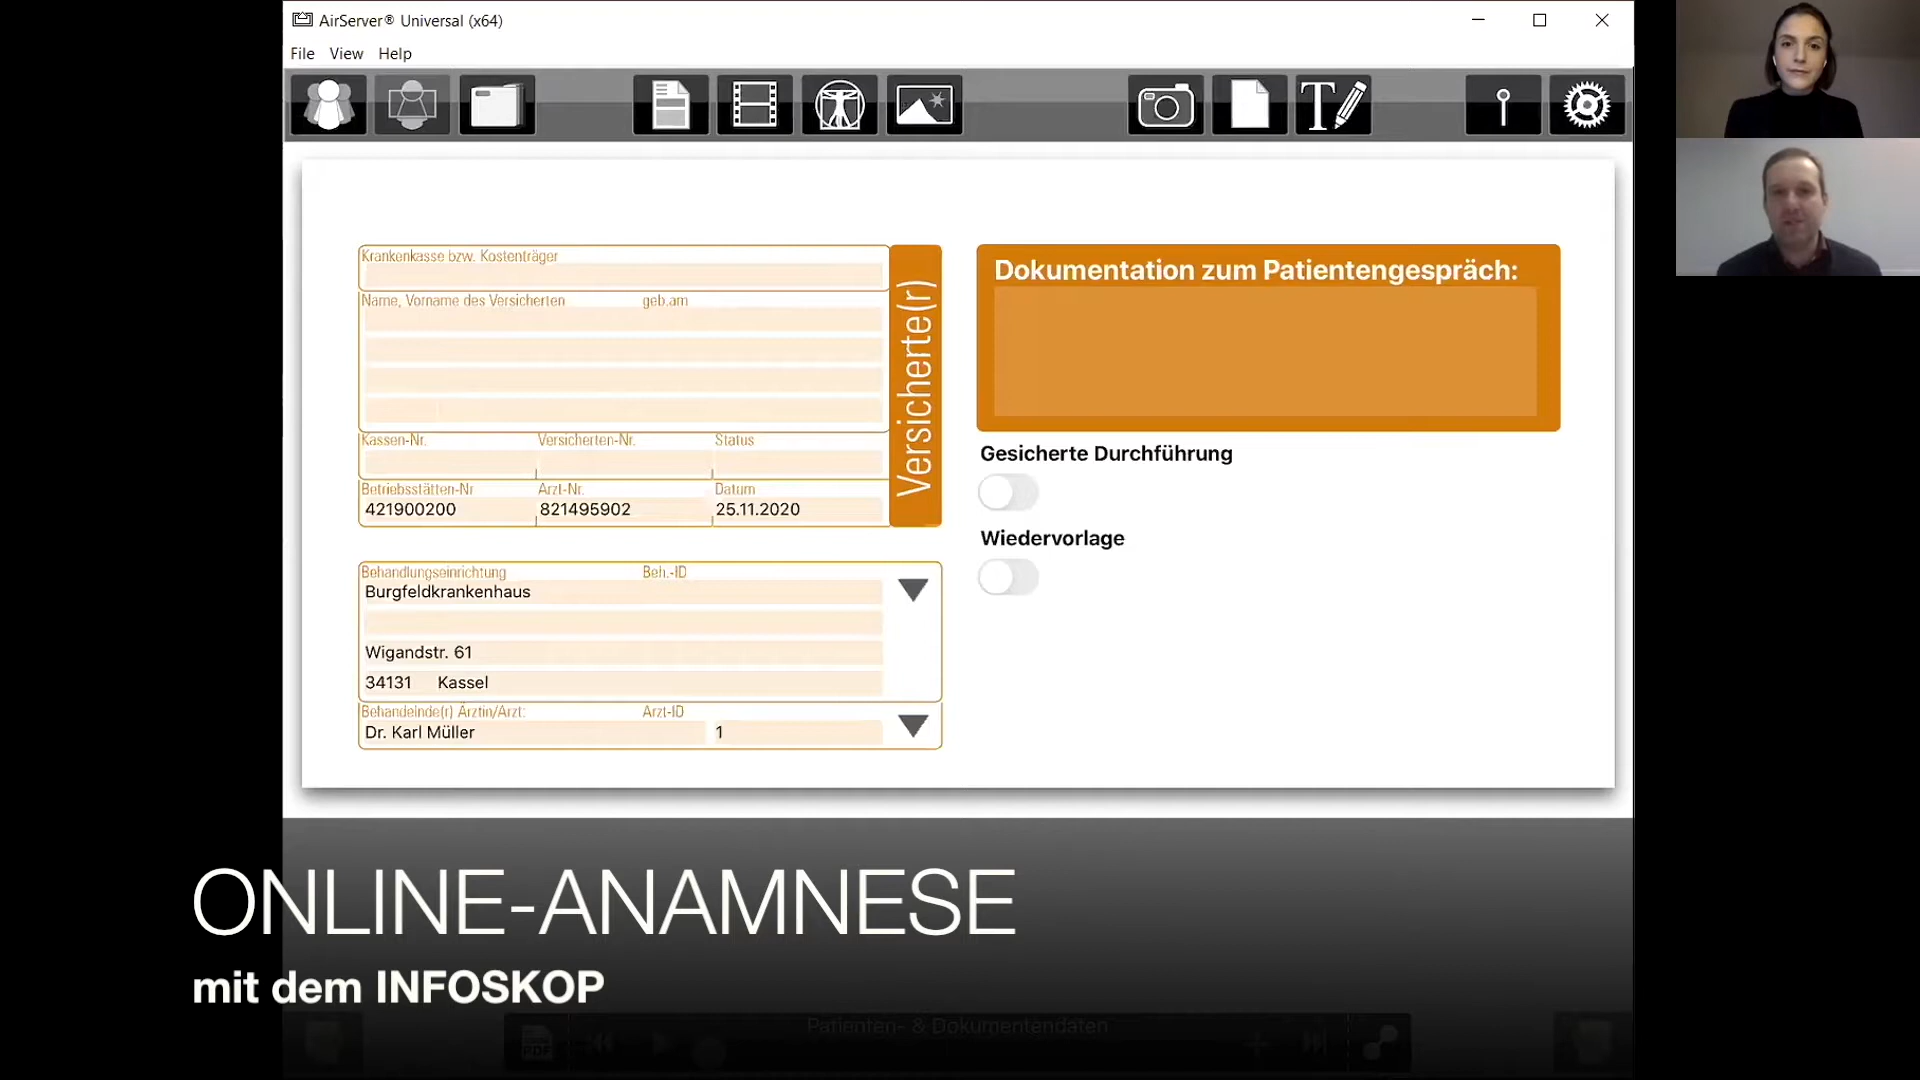 AirServer® Universal (x64)
File View Help
Krankenkasse bzw. Kostenträger
Name, Vorname des Versicherten geb.am
Kassen-Nr. Versicherten-Nr. Status
Betriebsstätten-Nr Arzt-Nr. Datum
421900200 821495902 25.11.2020
Versicherte(r)
Behandlungseinrichtung Beh.-ID
Burgfeldkrankenhaus
Wigandstr. 61
34131 Kassel
Behandelnde(r) Ärztin/Arzt: Arzt-ID
Dr. Karl Müller 1
Dokumentation zum Patientengespräch:
Gesicherte Durchführung
Wiedervorlage
ONLINE-ANAMNESE
mit dem INFOSKOP
Patienten- & Dokumentendaten
PDF